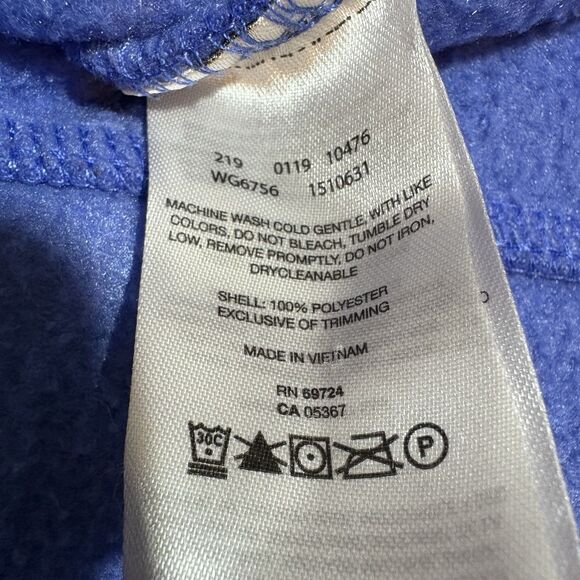 219 0119 10476
WG6756 1510631
MACHINE WASH COLD GENTLE, WITH LIKE
COLORS, DO NOT BLEACH, TUMBLE DRY
LOW, REMOVE PROMPTLY, DO NOT IRON,
DRYCLEANABLE
SHELL: 100% POLYESTER
EXCLUSIVE OF TRIMMING
MADE IN VIETNAM
RN 69724
CA 05367
30C P